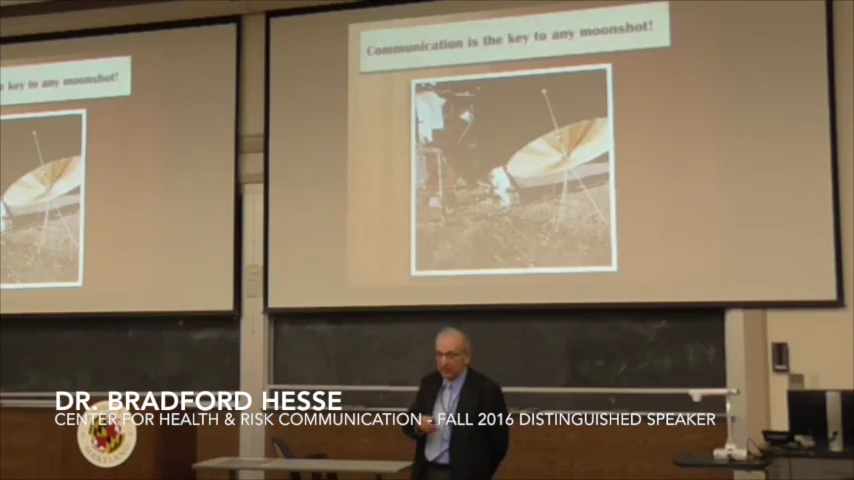 Communication is the key to any moonshot!
e key to any moonshot!
DR. BRADFORD HESSE
CENTER FOR HEALTH & RISK COMMUNICATION - FALL 2016 DISTINGUISHED SPEAKER
MARYLAND